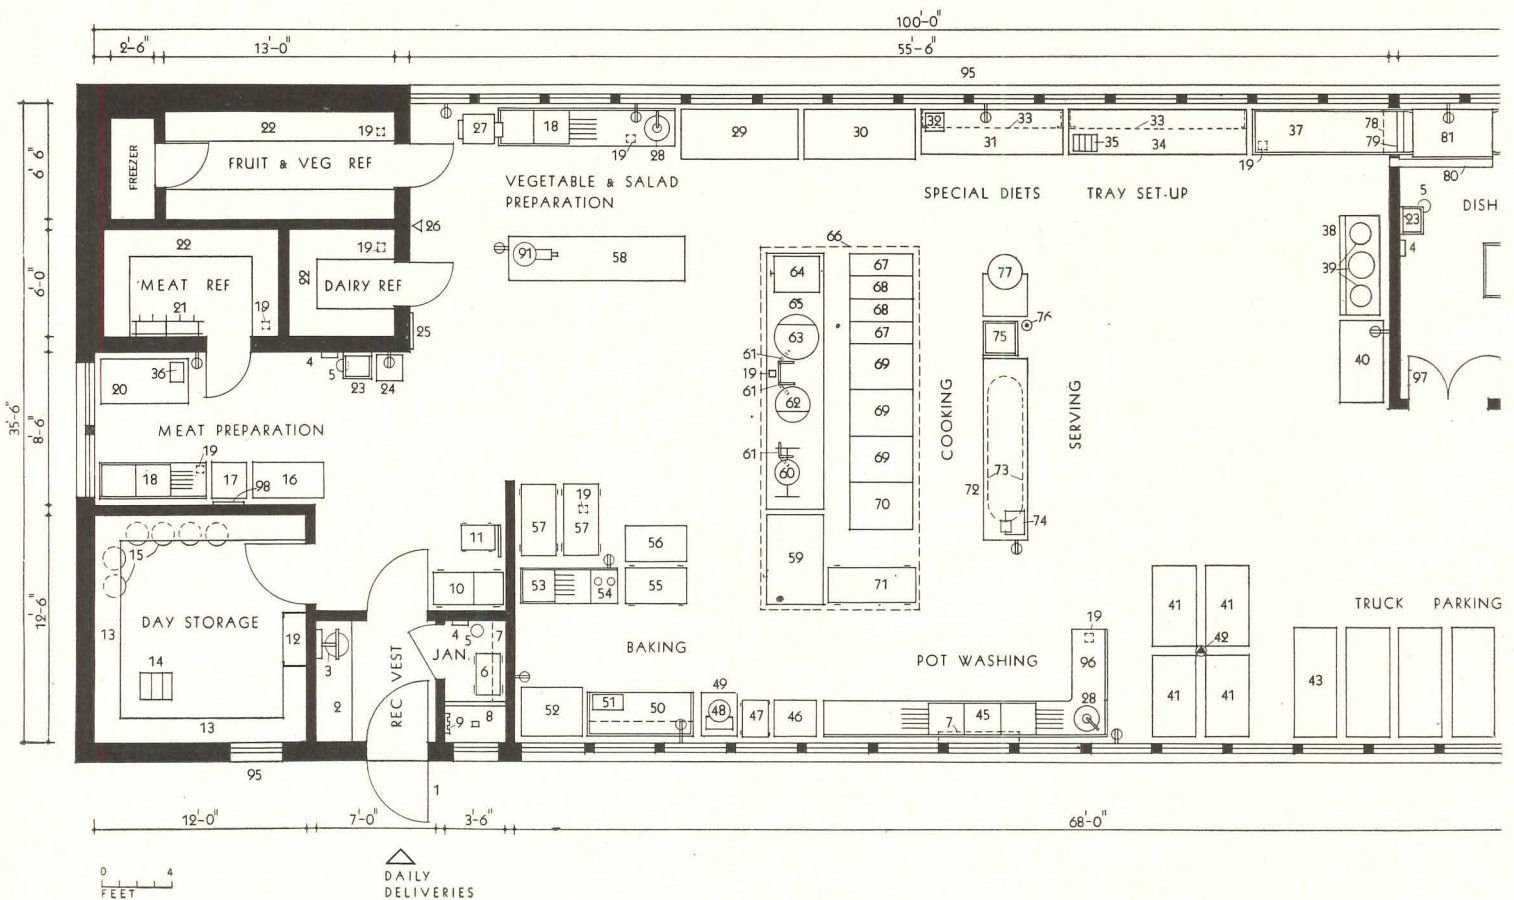 100'-0"
2'-6" 13'-0" 55'-6"
95
22 19 27 18 19 28 29 30 32 33 31 33 35 34 37 78 79 19 81 80
FREEZER
FRUIT & VEG REF
VEGETABLE & SALAD
PREPARATION
SPECIAL DIETS
TRAY SET-UP
6'-6"
26
5
23
4
DISH
22
MEAT REF
21
19
22
19
DAIRY REF
25
6'-0"
91 58
66
64
65
63
61
19
61
62
61
60
59
67
68
68
67
69
69
69
70
71
77
76
75
73
72
74
COOKING
SERVING
38
39
40
97
35'-6"
8'-6"
20 36
4 5 23 24
MEAT PREPARATION
18 19 17 16
98
12'-6"
15
13
DAY STORAGE
12
14
13
11
10
3
2
REC VEST
4 5 7
JAN.
6
9 8
57 19 57
56
53 54 55
BAKING
POT WASHING
19
96
28
52 51 50 49 48 47 46 7 45
41 41
42
41 41
TRUCK PARKING
43
95
1
12'-0" 7'-0" 3'-6" 68'-0"
0 4
FEET
DAILY
DELIVERIES